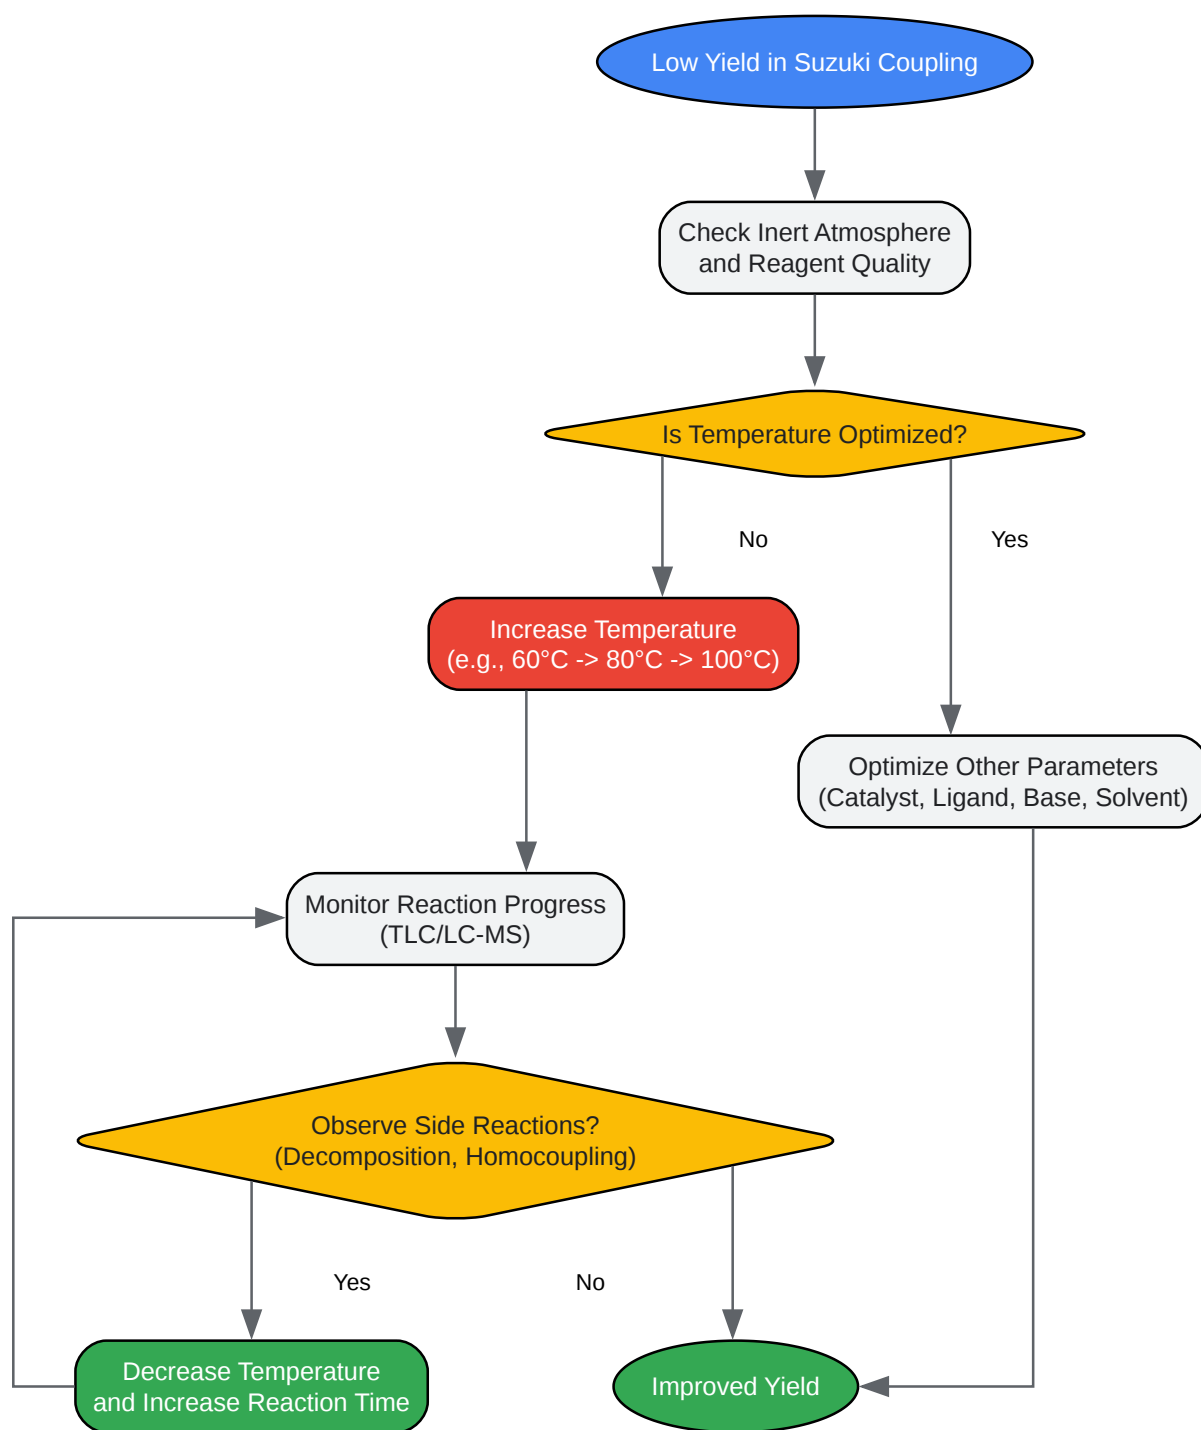 Low Yield in Suzuki Coupling
Check Inert Atmosphere
and Reagent Quality
Is Temperature Optimized?
No
Yes
Increase Temperature
(e.g., 60°C -> 80°C -> 100°C)
Optimize Other Parameters
(Catalyst, Ligand, Base, Solvent)
Monitor Reaction Progress
(TLC/LC-MS)
Observe Side Reactions?
(Decomposition, Homocoupling)
Yes
No
Decrease Temperature
and Increase Reaction Time
Improved Yield